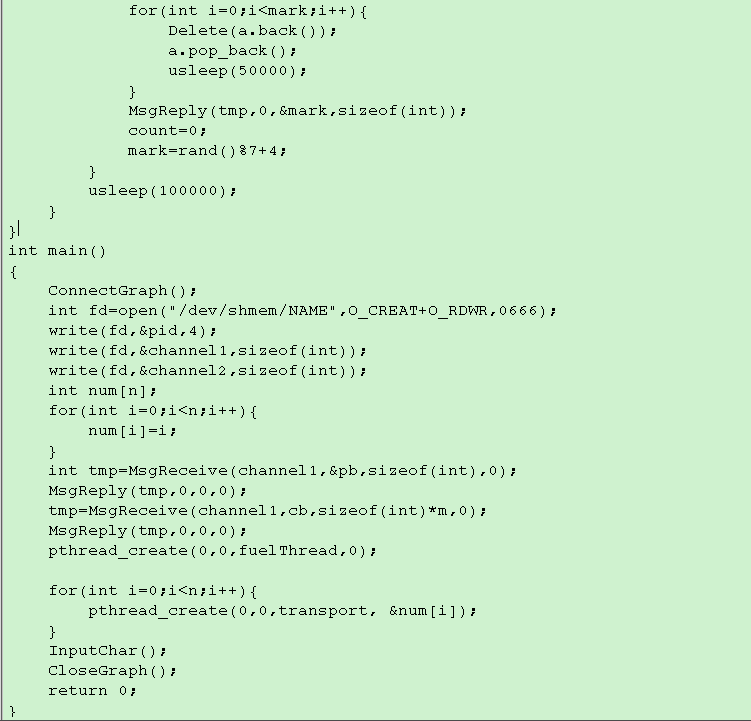 for(int i=0;i<mark;i++){
Delete(a.back());
a.pop_back();
usleep(50000);
}
MsgReply(tmp,0,&mark,sizeof(int));
count=0;
mark=rand()%7+4;
}
usleep(100000);
}
}
int main()
{
ConnectGraph();
int fd=open("/dev/shmem/NAME",O_CREAT+O_RDWR,0666);
write(fd,&pid,4);
write(fd,&channel1,sizeof(int));
write(fd,&channel2,sizeof(int));
int num[n];
for(int i=0;i<n;i++){
num[i]=i;
}
int tmp=MsgReceive(channel1,&pb,sizeof(int),0);
MsgReply(tmp,0,0,0);
tmp=MsgReceive(channel1,cb,sizeof(int)*m,0);
MsgReply(tmp,0,0,0);
pthread_create(0,0,fuelThread,0);
for(int i=0;i<n;i++){
pthread_create(0,0,transport, &num[i]);
}
InputChar();
CloseGraph();
return 0;
}